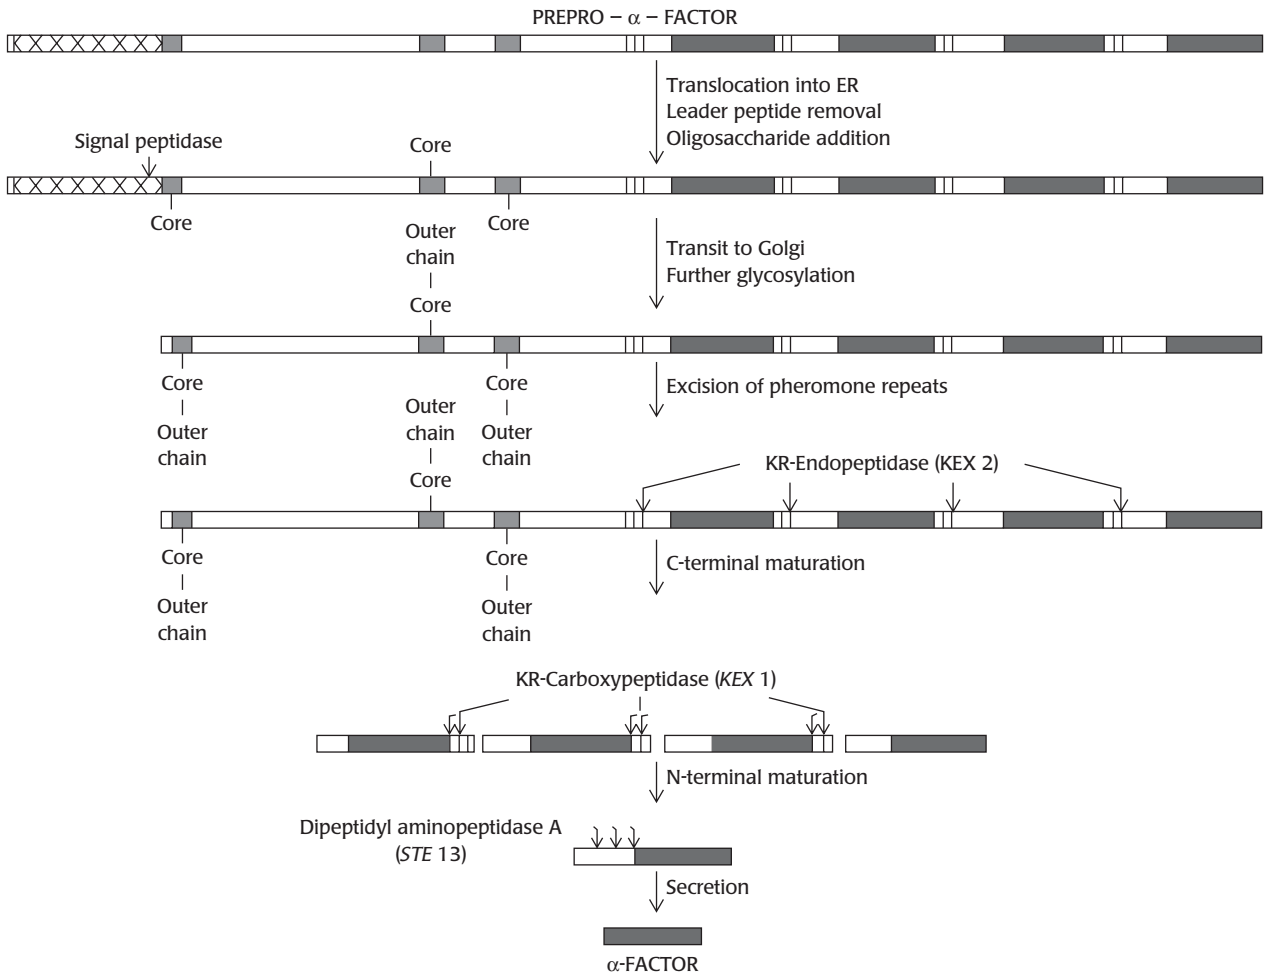 PREPRO – α – FACTOR
Translocation into ER
Leader peptide removal
Oligosaccharide addition
Signal peptidase
Core
Core
Core
Outer
chain
Core
Transit to Golgi
Further glycosylation
Core
Outer
chain
Core
Outer
chain
Excision of pheromone repeats
Outer
chain
Core
KR-Endopeptidase (KEX 2)
Core
Outer
chain
Core
Outer
chain
C-terminal maturation
KR-Carboxypeptidase (KEX 1)
N-terminal maturation
Dipeptidyl aminopeptidase A
(STE 13)
Secretion
α-FACTOR